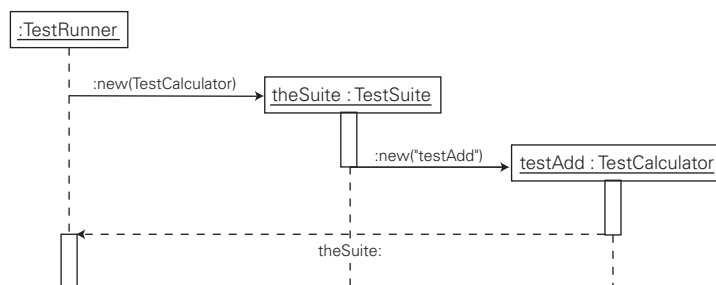 :TestRunner
:new(TestCalculator)
theSuite : TestSuite
:new("testAdd")
testAdd : TestCalculator
theSuite: